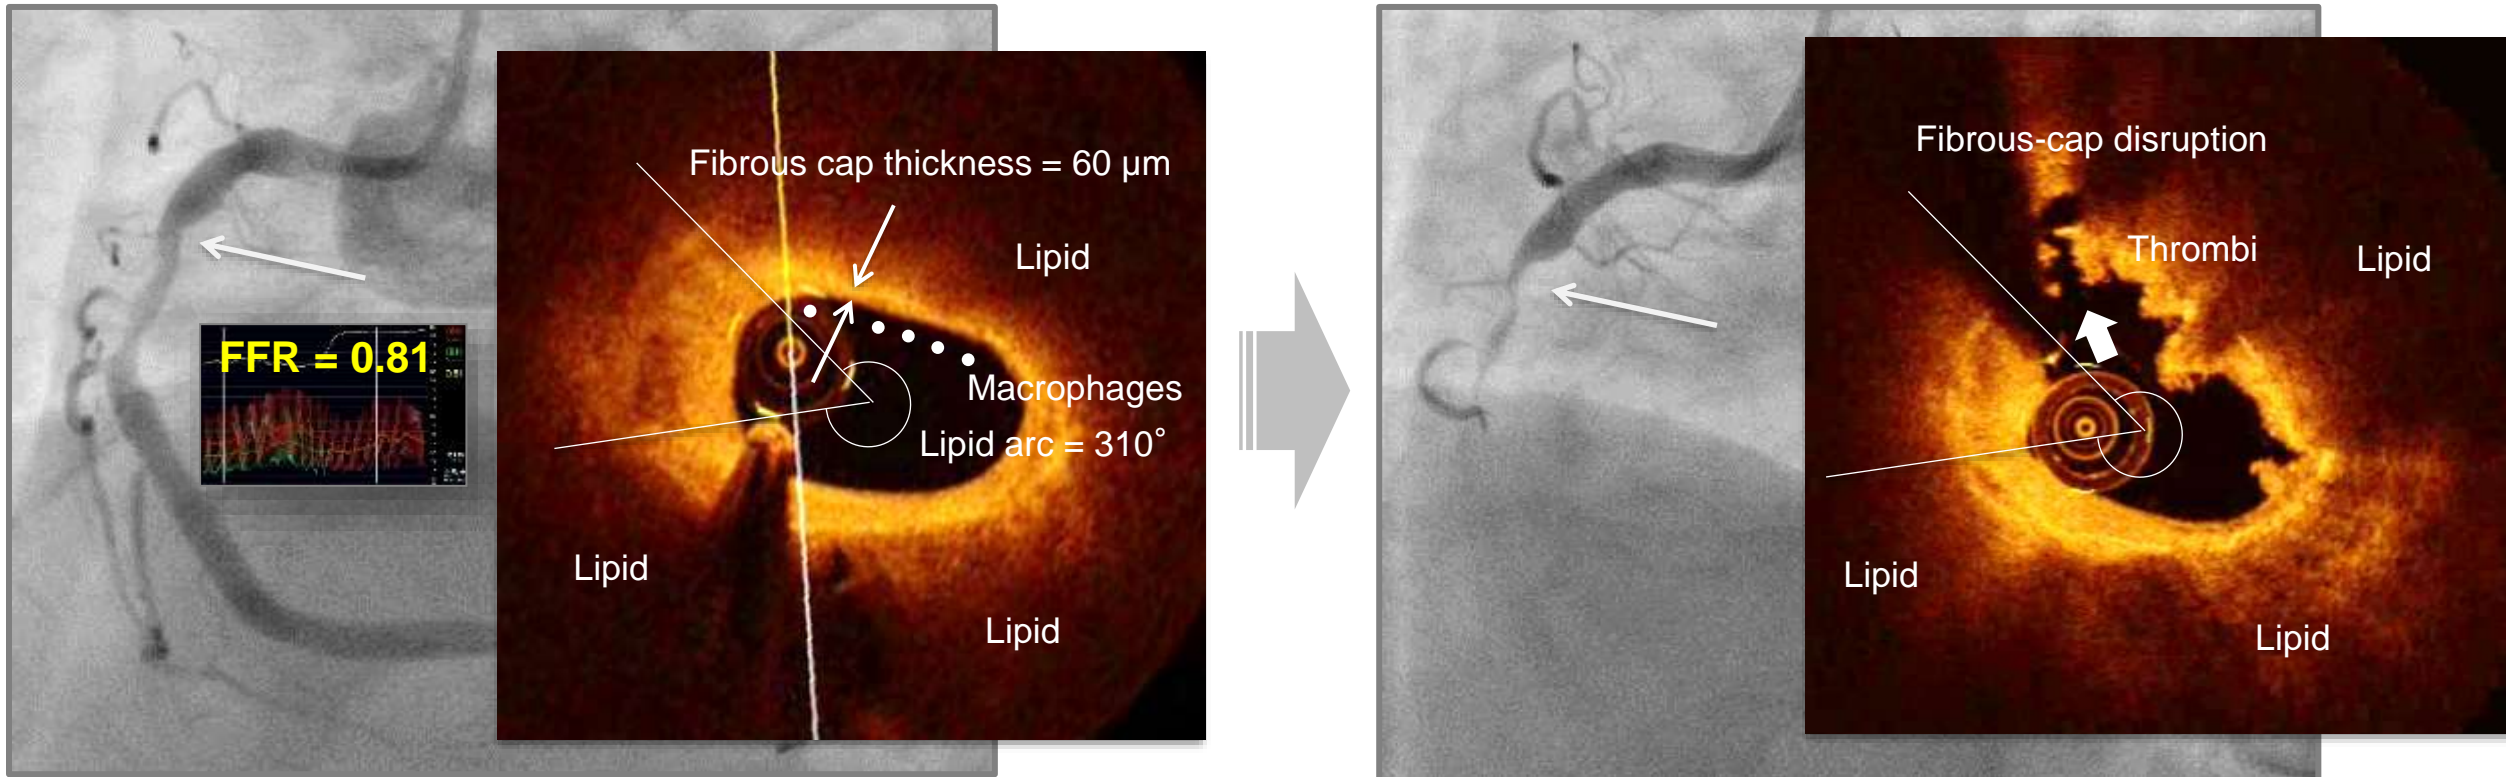 FFR = 0.81
Fibrous cap thickness = 60 µm
Lipid
Macrophages
Lipid arc = 310°
Lipid
Lipid
Fibrous-cap disruption
Thrombi
Lipid
Lipid
Lipid